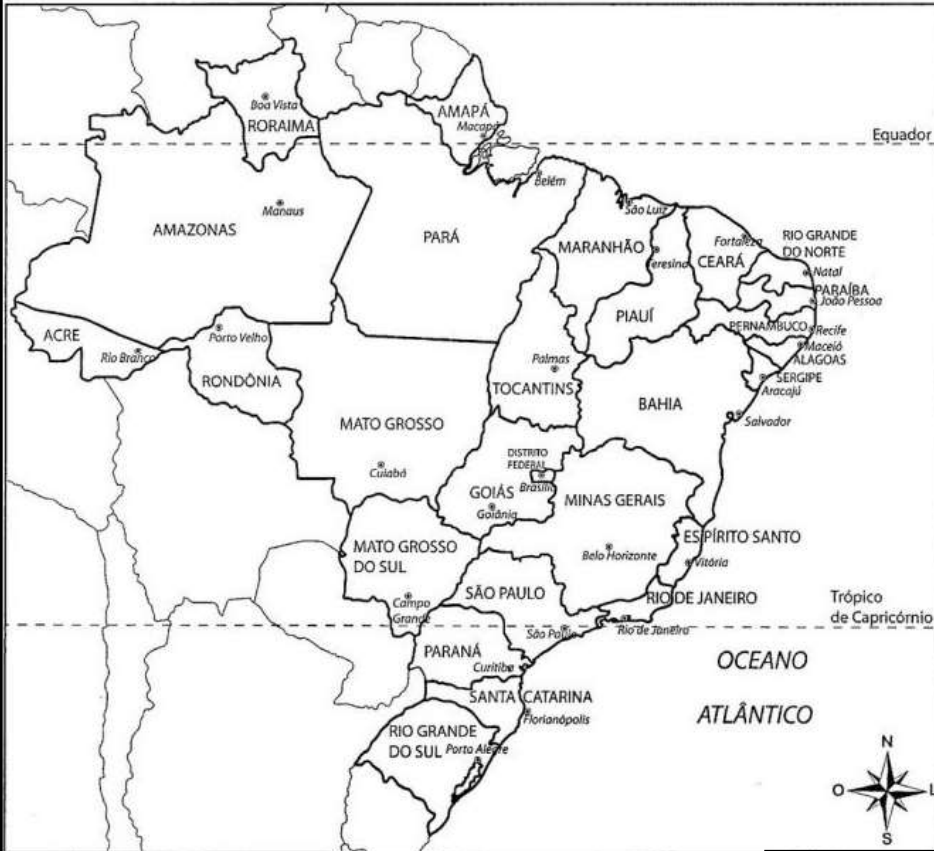 Boa Vista
RORAIMA
AMAPÁ
Macapá
Equador
Belém
Manaus
AMAZONAS
PARÁ
São Luiz
MARANHÃO
Teresina
Fortaleza
CEARÁ
RIO GRANDE
DO NORTE
Natal
PARAÍBA
João Pessoa
PIAUÍ
PERNAMBUCO
Recife
Maceió
ALAGOAS
SERGIPE
Aracajú
ACRE
Rio Branco
Porto Velho
RONDÔNIA
Palmas
TOCANTINS
BAHIA
Salvador
MATO GROSSO
Cuiabá
DISTRITO
FEDERAL
Brasília
GOIÁS
Goiânia
MINAS GERAIS
Belo Horizonte
ESPÍRITO SANTO
Vitória
MATO GROSSO
DO SUL
Campo
Grande
SÃO PAULO
São Paulo
RIO DE JANEIRO
Rio de Janeiro
Trópico
de Capricórnio
PARANÁ
Curitiba
SANTA CATARINA
Florianópolis
RIO GRANDE
DO SUL
Porto Alegre
OCEANO
ATLÂNTICO
N
O
L
S